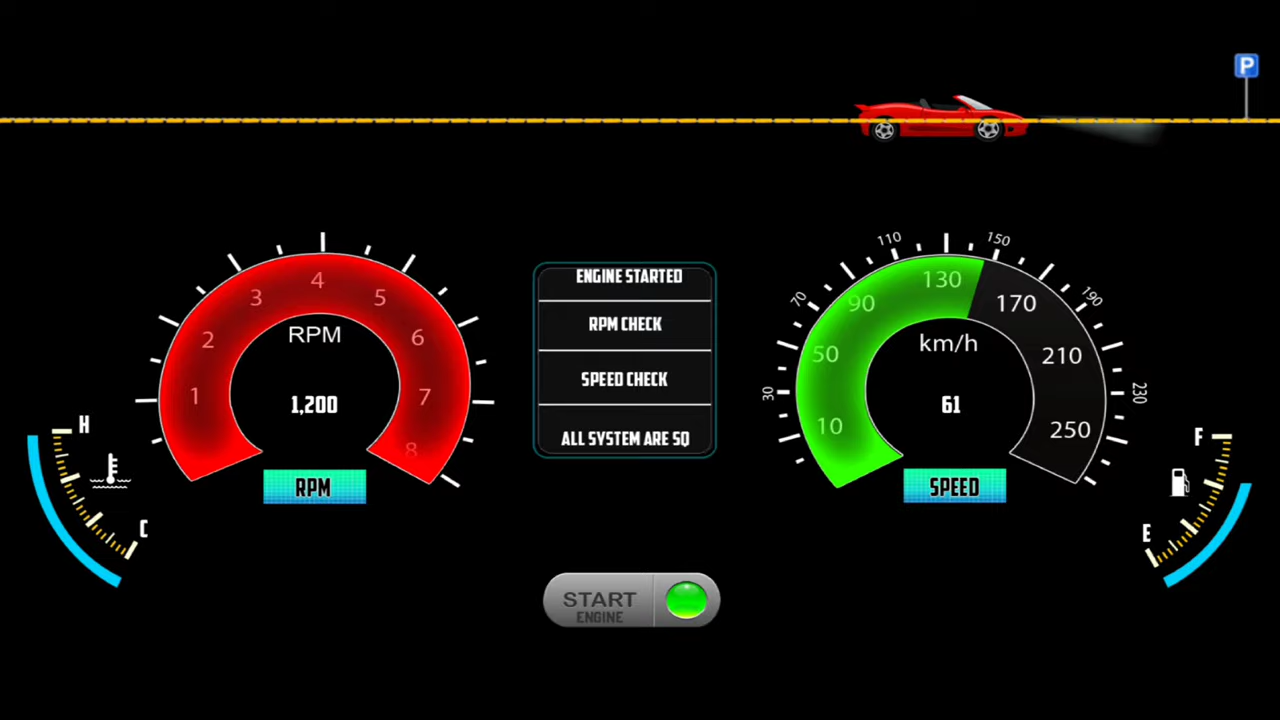 P
ENGINE STARTED
RPM CHECK
SPEED CHECK
ALL SYSTEM ARE SQ
1
2
3
4
5
6
7
8
RPM
1,200
RPM
10
30
50
70
90
110
130
150
170
190
210
230
250
km/h
61
SPEED
H
C
F
E
START
ENGINE